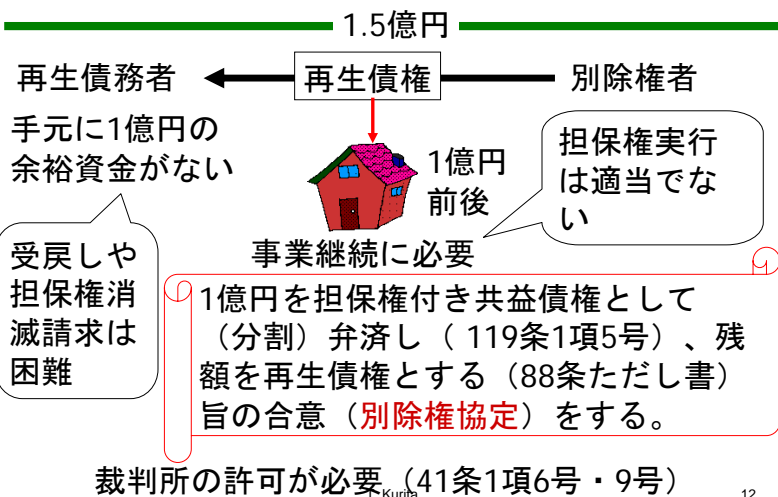 1.5億円
再生債務者
再生債権
別除権者
手元に1億円の
余裕資金がない
1億円
前後
担保権実行
は適当でな
い
事業継続に必要
受戻しや
担保権消
滅請求は
困難
1億円を担保権付き共益債権として
（分割）弁済し（ 119条1項5号）、残
額を再生債権とする（88条ただし書）
旨の合意（別除権協定）をする。
裁判所の許可が必要（41条1項6号・9号）
Kurita
12